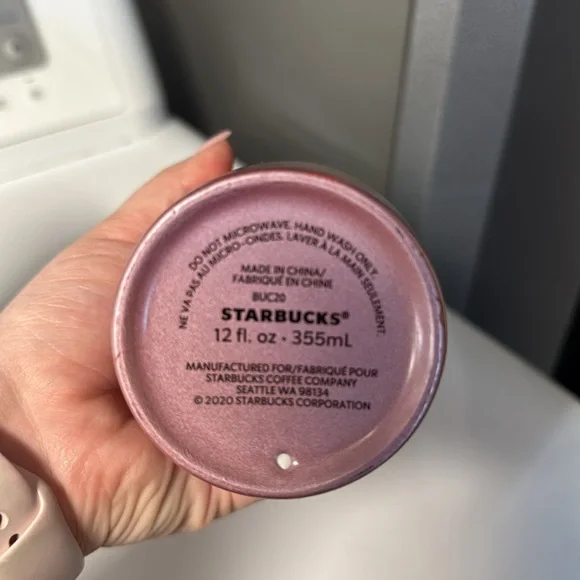 DO NOT MICROWAVE. HAND WASH ONLY.
NE VA PAS AU MICRO-ONDES. LAVER À LA MAIN SEULEMENT.
MADE IN CHINA/
FABRIQUÉ EN CHINE
BUC20
STARBUCKS®
12 fl. oz • 355mL
MANUFACTURED FOR/FABRIQUÉ POUR
STARBUCKS COFFEE COMPANY
SEATTLE WA 98134
© 2020 STARBUCKS CORPORATION